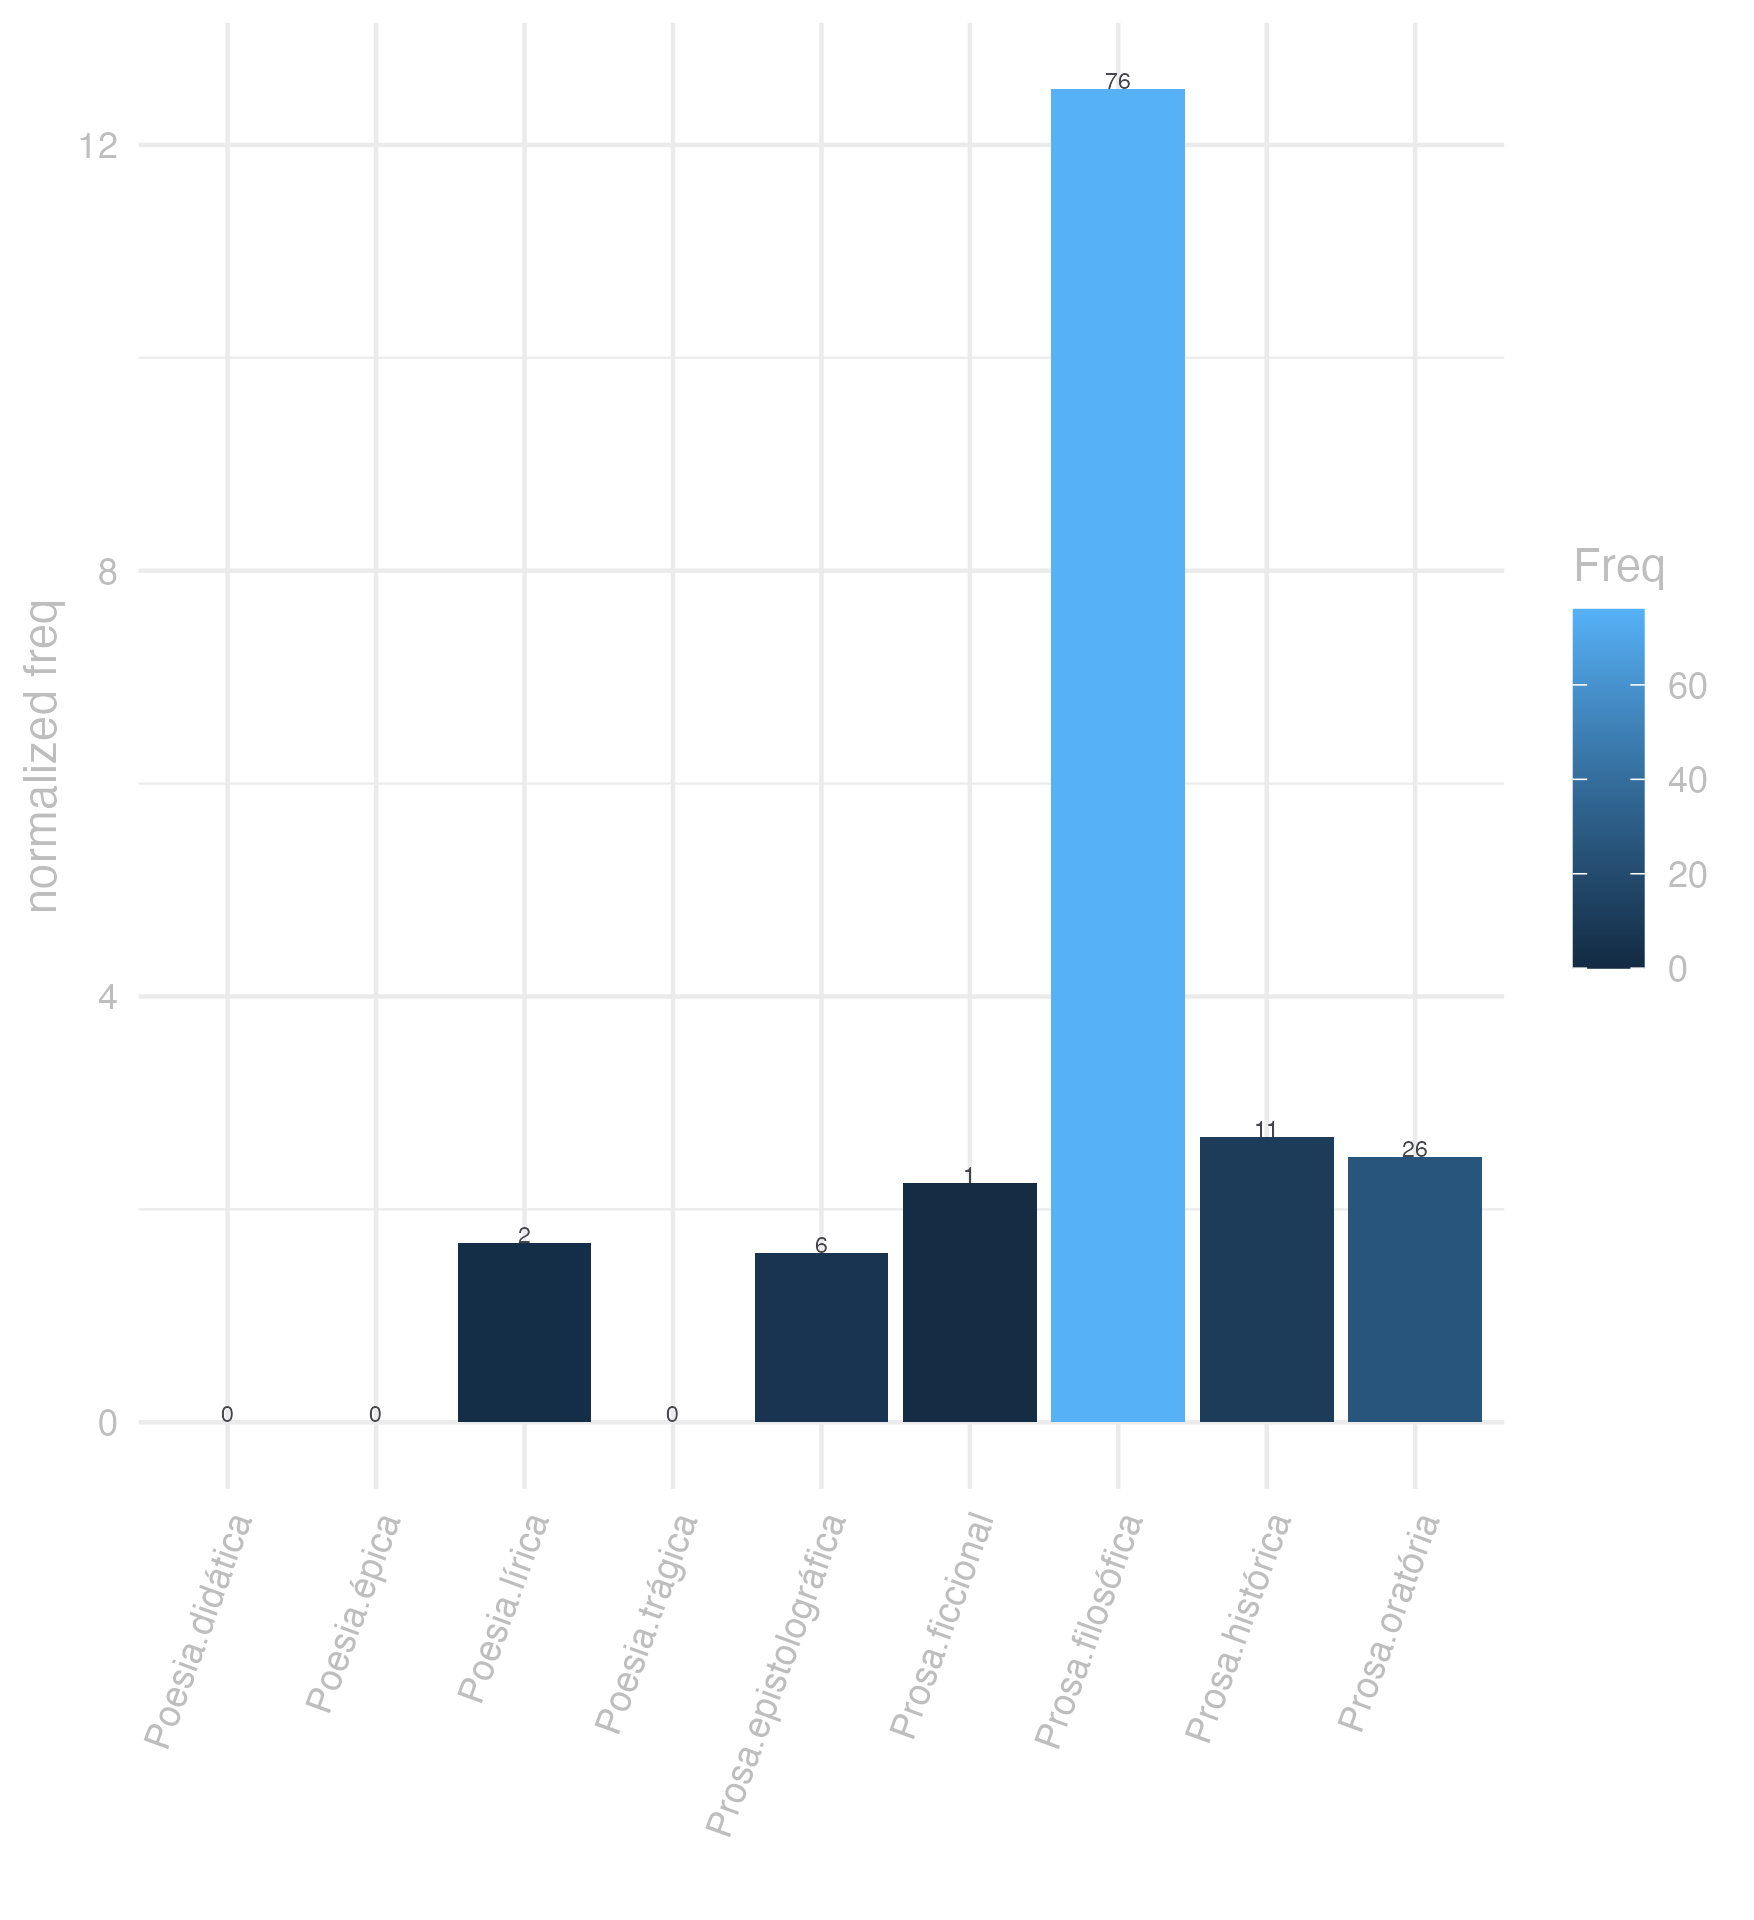 76
12
8
4
0
normalized freq
11
26
1
2
6
0
0
0
Poesia.didática
Poesia.épica
Poesia.lírica
Poesia.trágica
Prosa.epistolográfica
Prosa.ficcional
Prosa.filosófica
Prosa.histórica
Prosa.oratória
Freq
60
40
20
0